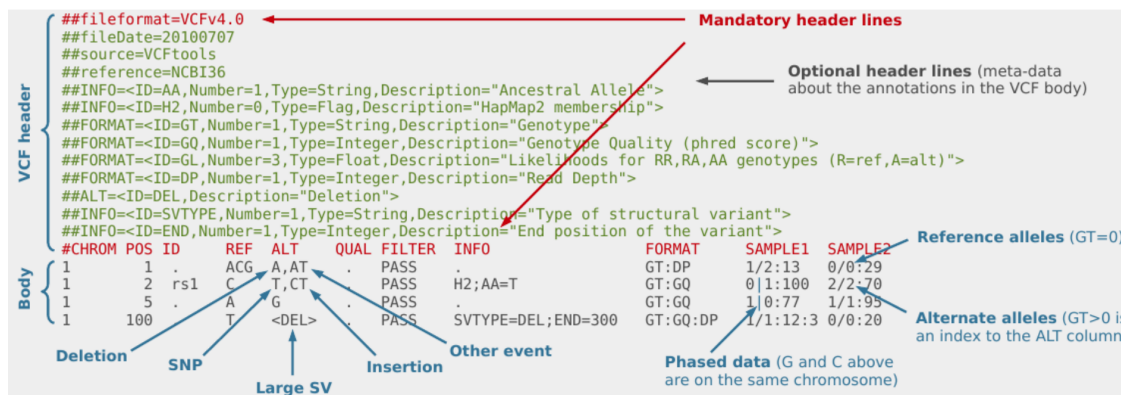 ##fileformat=VCFv4.0
Mandatory header lines
##fileDate=20100707
##source=VCFtools
##reference=NCBI36
##INFO=<ID=AA,Number=1,Type=String,Description="Ancestral Allele">
##INFO=<ID=H2,Number=0,Type=Flag,Description="HapMap2 membership">
##FORMAT=<ID=GT,Number=1,Type=String,Description="Genotype">
##FORMAT=<ID=GQ,Number=1,Type=Integer,Description="Genotype Quality (phred score)">
##FORMAT=<ID=GL,Number=3,Type=Float,Description="Likelihoods for RR,RA,AA genotypes (R=ref,A=alt)">
##FORMAT=<ID=DP,Number=1,Type=Integer,Description="Read Depth">
##ALT=<ID=DEL,Description="Deletion">
##INFO=<ID=SVTYPE,Number=1,Type=String,Description="Type of structural variant">
##INFO=<ID=END,Number=1,Type=Integer,Description="End position of the variant">
Optional header lines (meta-data
about the annotations in the VCF body)
VCF header
#CHROM POS ID REF ALT QUAL FILTER INFO FORMAT SAMPLE1 SAMPLE2
1 1 . ACG A,AT . PASS . GT:DP 1/2:13 0/0:29
1 2 rs1 C T,CT . PASS H2;AA=T GT:GQ 0|1:100 2/2:70
1 5 . A G . PASS . GT:GQ 1|0:77 1/1:95
1 100 . T <DEL> . PASS SVTYPE=DEL;END=300 GT:GQ:DP 1/1:12:3 0/0:20
Body
Reference alleles (GT=0)
Alternate alleles (GT>0 is
an index to the ALT column
Deletion
SNP
Large SV
Insertion
Other event
Phased data (G and C above
are on the same chromosome)